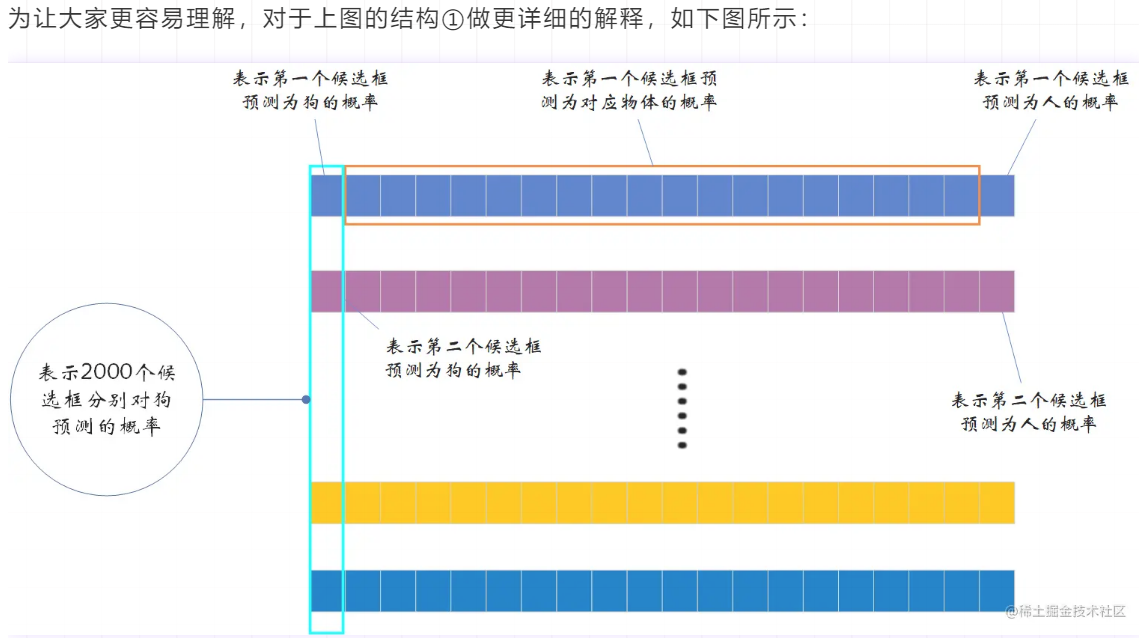 为让大家更容易理解，对于上图的结构①做更详细的解释，如下图所示：
表示第一个候选框
预测为狗的概率
表示第一个候选框预
测为对应物体的概率
表示第一个候选框
预测为人的概率
表示第二个候选框
预测为狗的概率
表示2000个候
选框分别对狗
预测的概率
表示第二个候选框
预测为人的概率
@稀土掘金技术社区